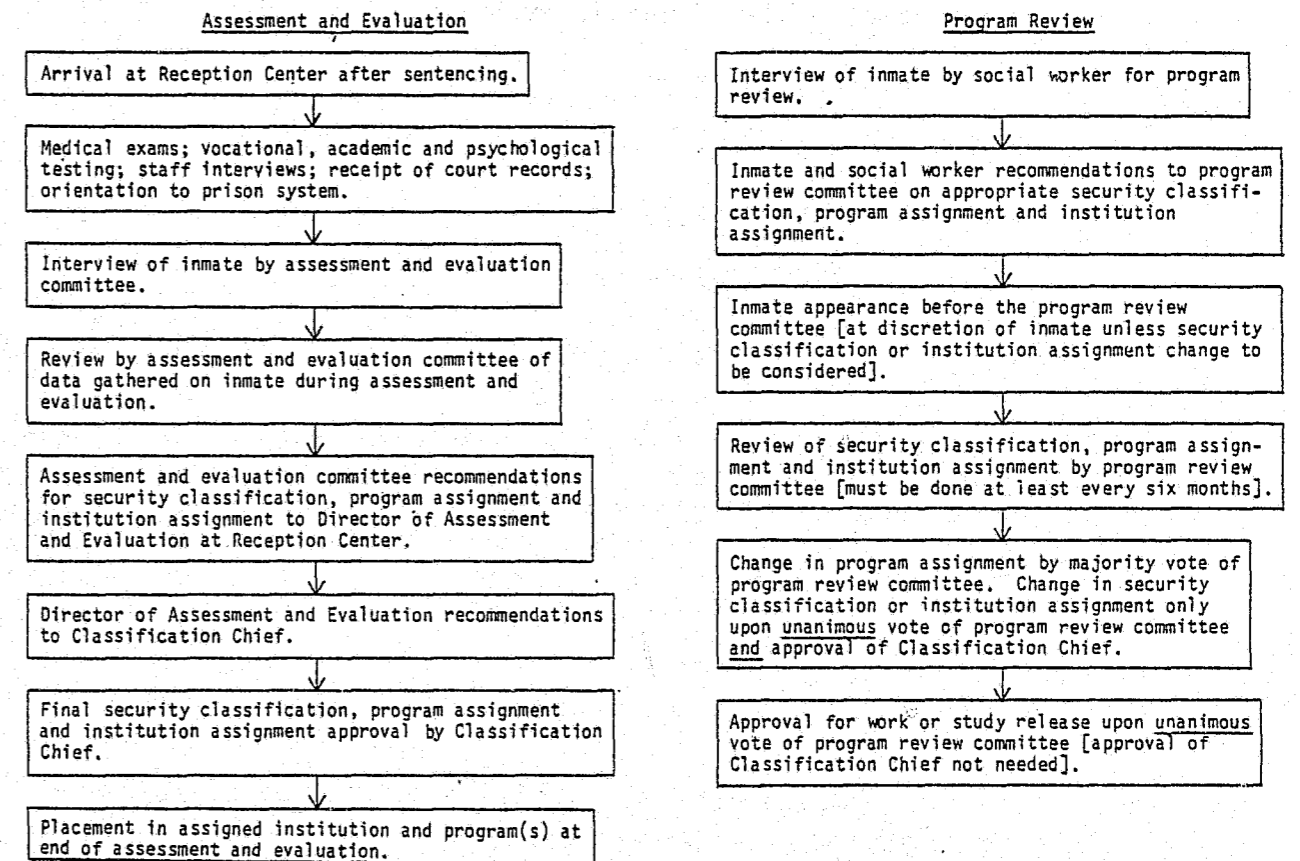 Assessment and Evaluation
Arrival at Reception Center after sentencing.
Medical exams; vocational, academic and psychological
testing; staff interviews; receipt of court records;
orientation to prison system.
Interview of inmate by assessment and evaluation
committee.
Review by assessment and evaluation committee of
data gathered on inmate during assessment and
evaluation.
Assessment and evaluation committee recommendations
for security classification, program assignment and
institution assignment to Director of Assessment
and Evaluation at Reception Center.
Director of Assessment and Evaluation recommendations
to Classification Chief.
Final security classification, program assignment
and institution assignment approval by Classification
Chief.
Placement in assigned institution and program(s) at
end of assessment and evaluation.
Program Review
Interview of inmate by social worker for program
review.
Inmate and social worker recommendations to program
review committee on appropriate security classifi-
cation, program assignment and institution
assignment.
Inmate appearance before the program review
committee [at discretion of inmate unless security
classification or institution assignment change to
be considered].
Review of security classification, program assign-
ment and institution assignment by program review
committee [must be done at least every six months].
Change in program assignment by majority vote of
program review committee. Change in security
classification or institution assignment only
upon unanimous vote of program review committee
and approval of Classification Chief.
Approval for work or study release upon unanimous
vote of program review committee [approval of
Classification Chief not needed].